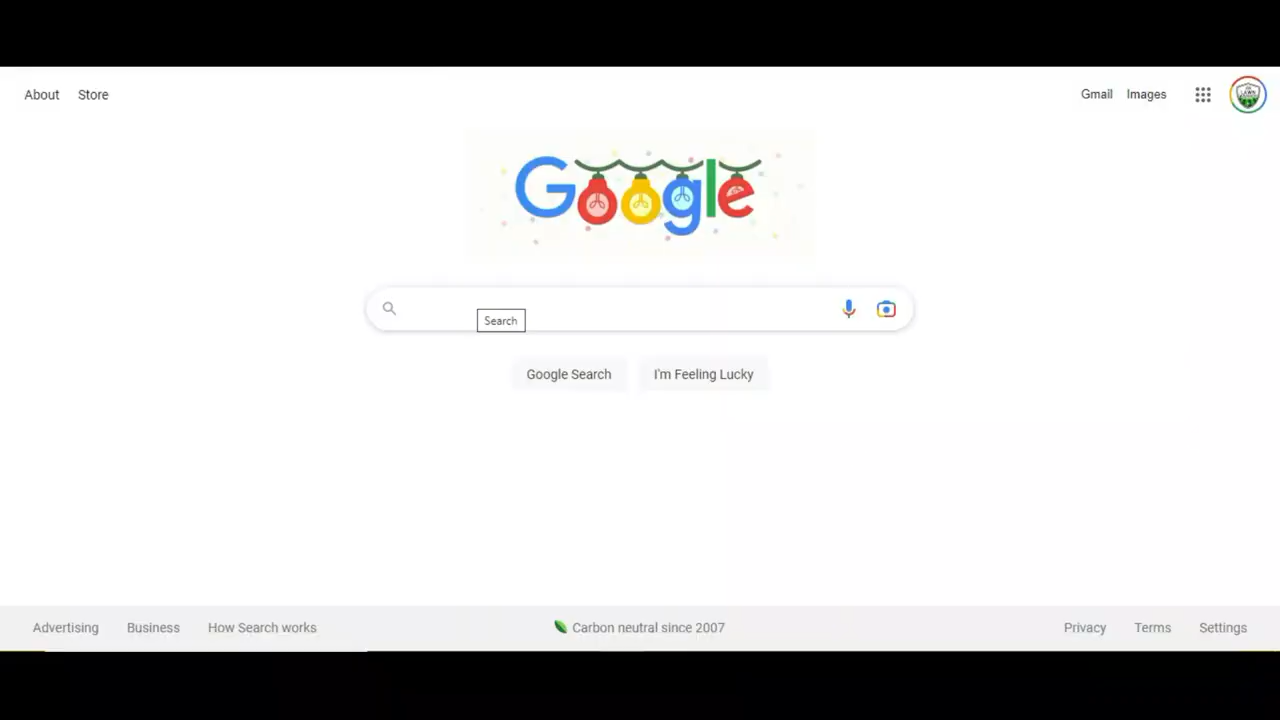 About Store
Gmail Images
Google
Search
Google Search
I'm Feeling Lucky
Advertising Business How Search works
Carbon neutral since 2007
Privacy Terms Settings